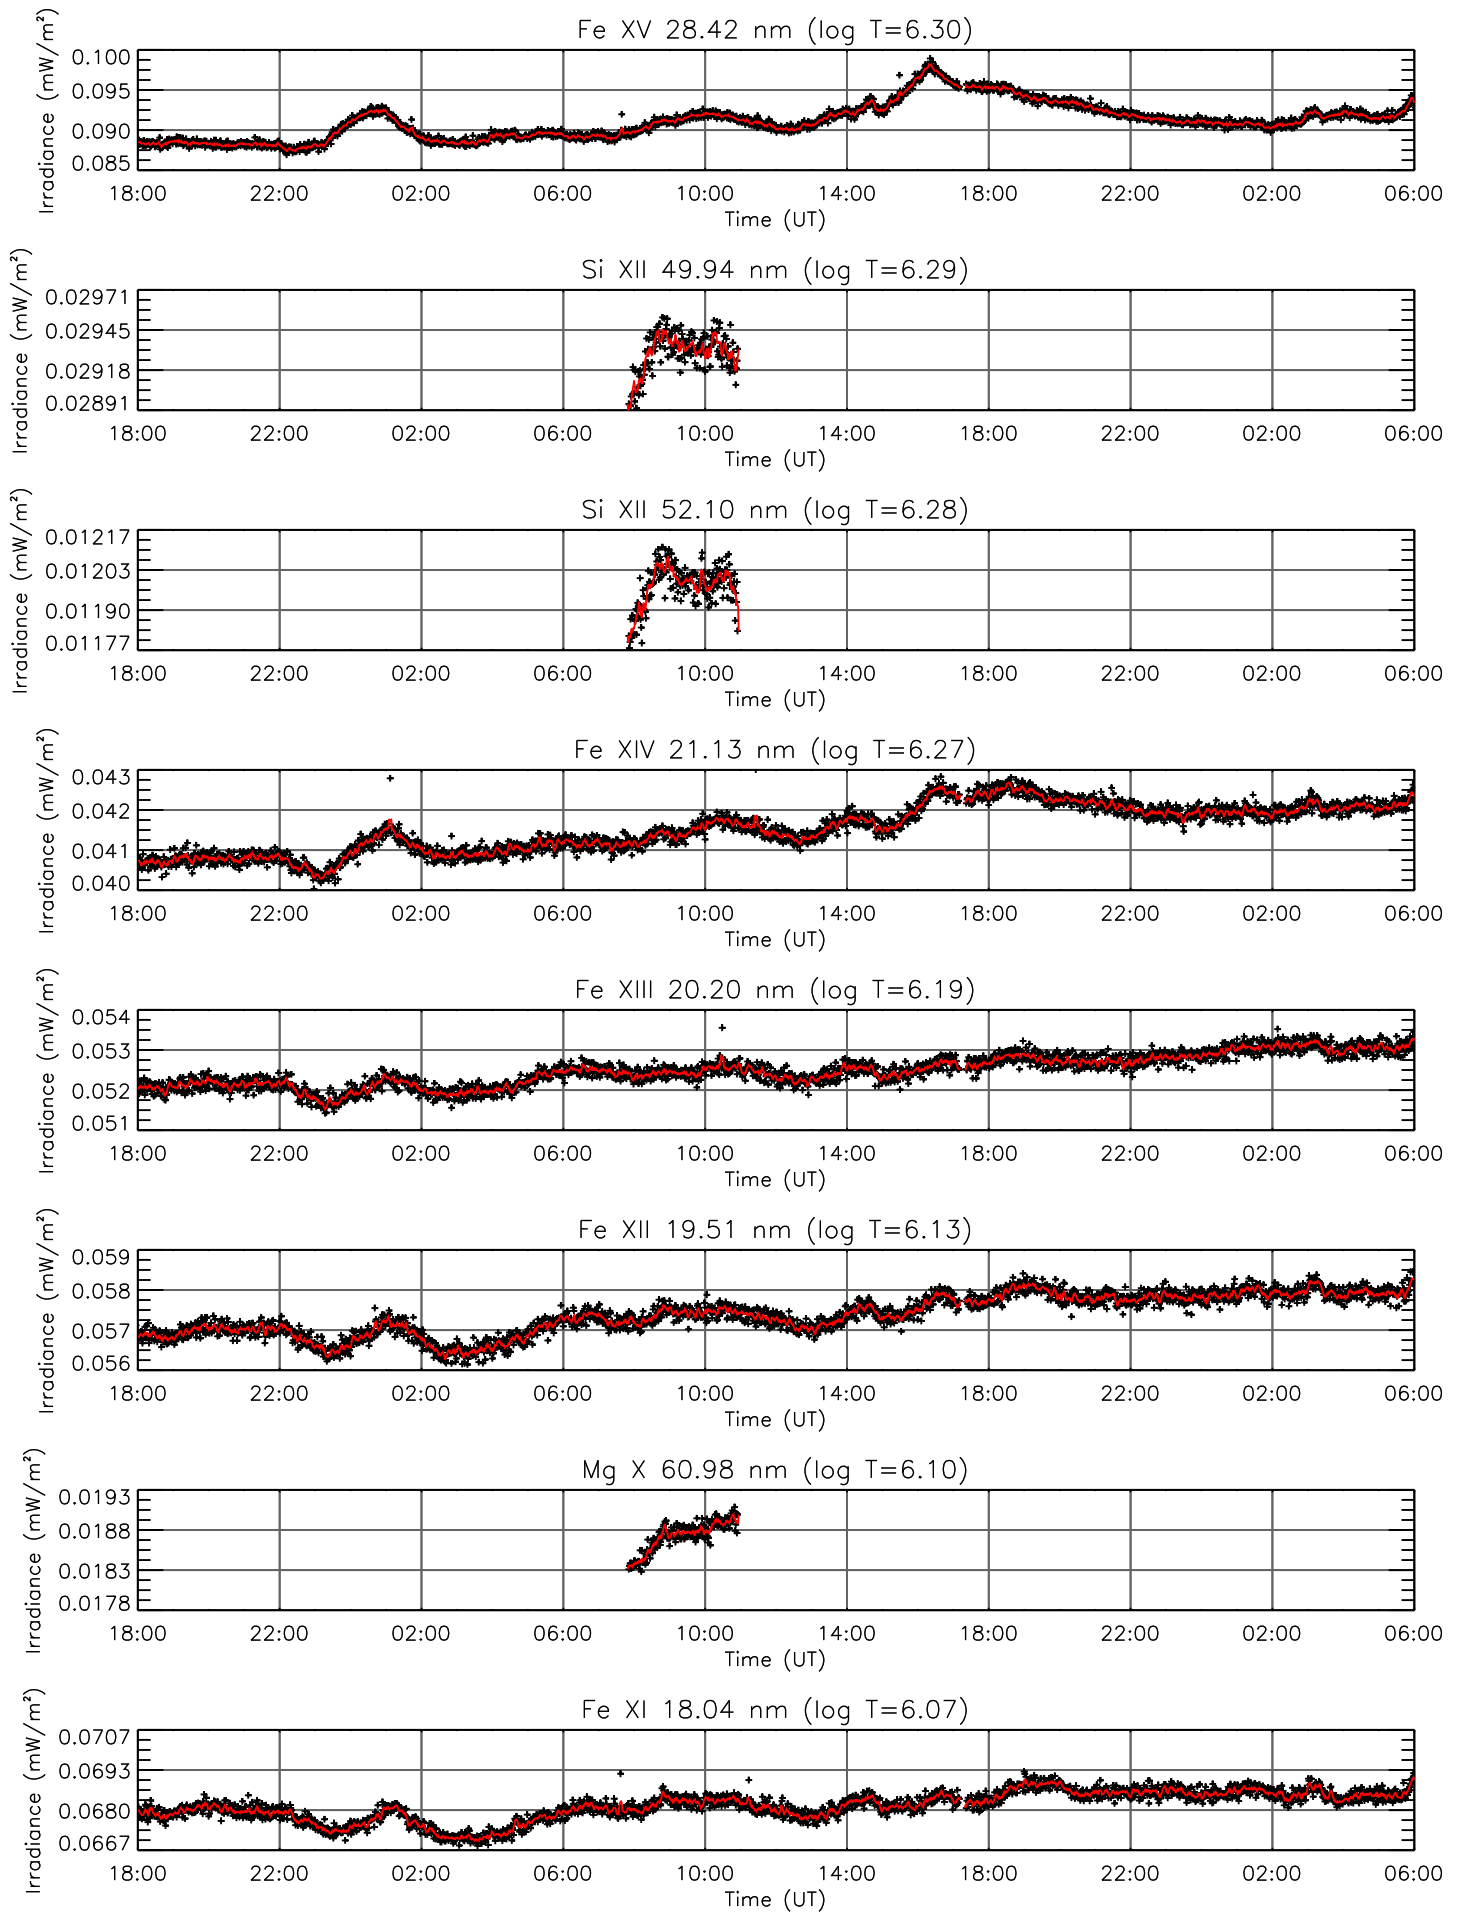 Fe XV 28.42 nm (log T=6.30)
Irradiance (mW/m²)
0.100
0.095
0.090
0.085
18:00 22:00 02:00 06:00 10:00 14:00 18:00 22:00 02:00 06:00
Time (UT)
Si XII 49.94 nm (log T=6.29)
Irradiance (mW/m²)
0.02971
0.02945
0.02918
0.02891
18:00 22:00 02:00 06:00 10:00 14:00 18:00 22:00 02:00 06:00
Time (UT)
Si XII 52.10 nm (log T=6.28)
Irradiance (mW/m²)
0.01217
0.01203
0.01190
0.01177
18:00 22:00 02:00 06:00 10:00 14:00 18:00 22:00 02:00 06:00
Time (UT)
Fe XIV 21.13 nm (log T=6.27)
Irradiance (mW/m²)
0.043
0.042
0.041
0.040
18:00 22:00 02:00 06:00 10:00 14:00 18:00 22:00 02:00 06:00
Time (UT)
Fe XIII 20.20 nm (log T=6.19)
Irradiance (mW/m²)
0.054
0.053
0.052
0.051
18:00 22:00 02:00 06:00 10:00 14:00 18:00 22:00 02:00 06:00
Time (UT)
Fe XII 19.51 nm (log T=6.13)
Irradiance (mW/m²)
0.059
0.058
0.057
0.056
18:00 22:00 02:00 06:00 10:00 14:00 18:00 22:00 02:00 06:00
Time (UT)
Mg X 60.98 nm (log T=6.10)
Irradiance (mW/m²)
0.0193
0.0188
0.0183
0.0178
18:00 22:00 02:00 06:00 10:00 14:00 18:00 22:00 02:00 06:00
Time (UT)
Fe XI 18.04 nm (log T=6.07)
Irradiance (mW/m²)
0.0707
0.0693
0.0680
0.0667
18:00 22:00 02:00 06:00 10:00 14:00 18:00 22:00 02:00 06:00
Time (UT)